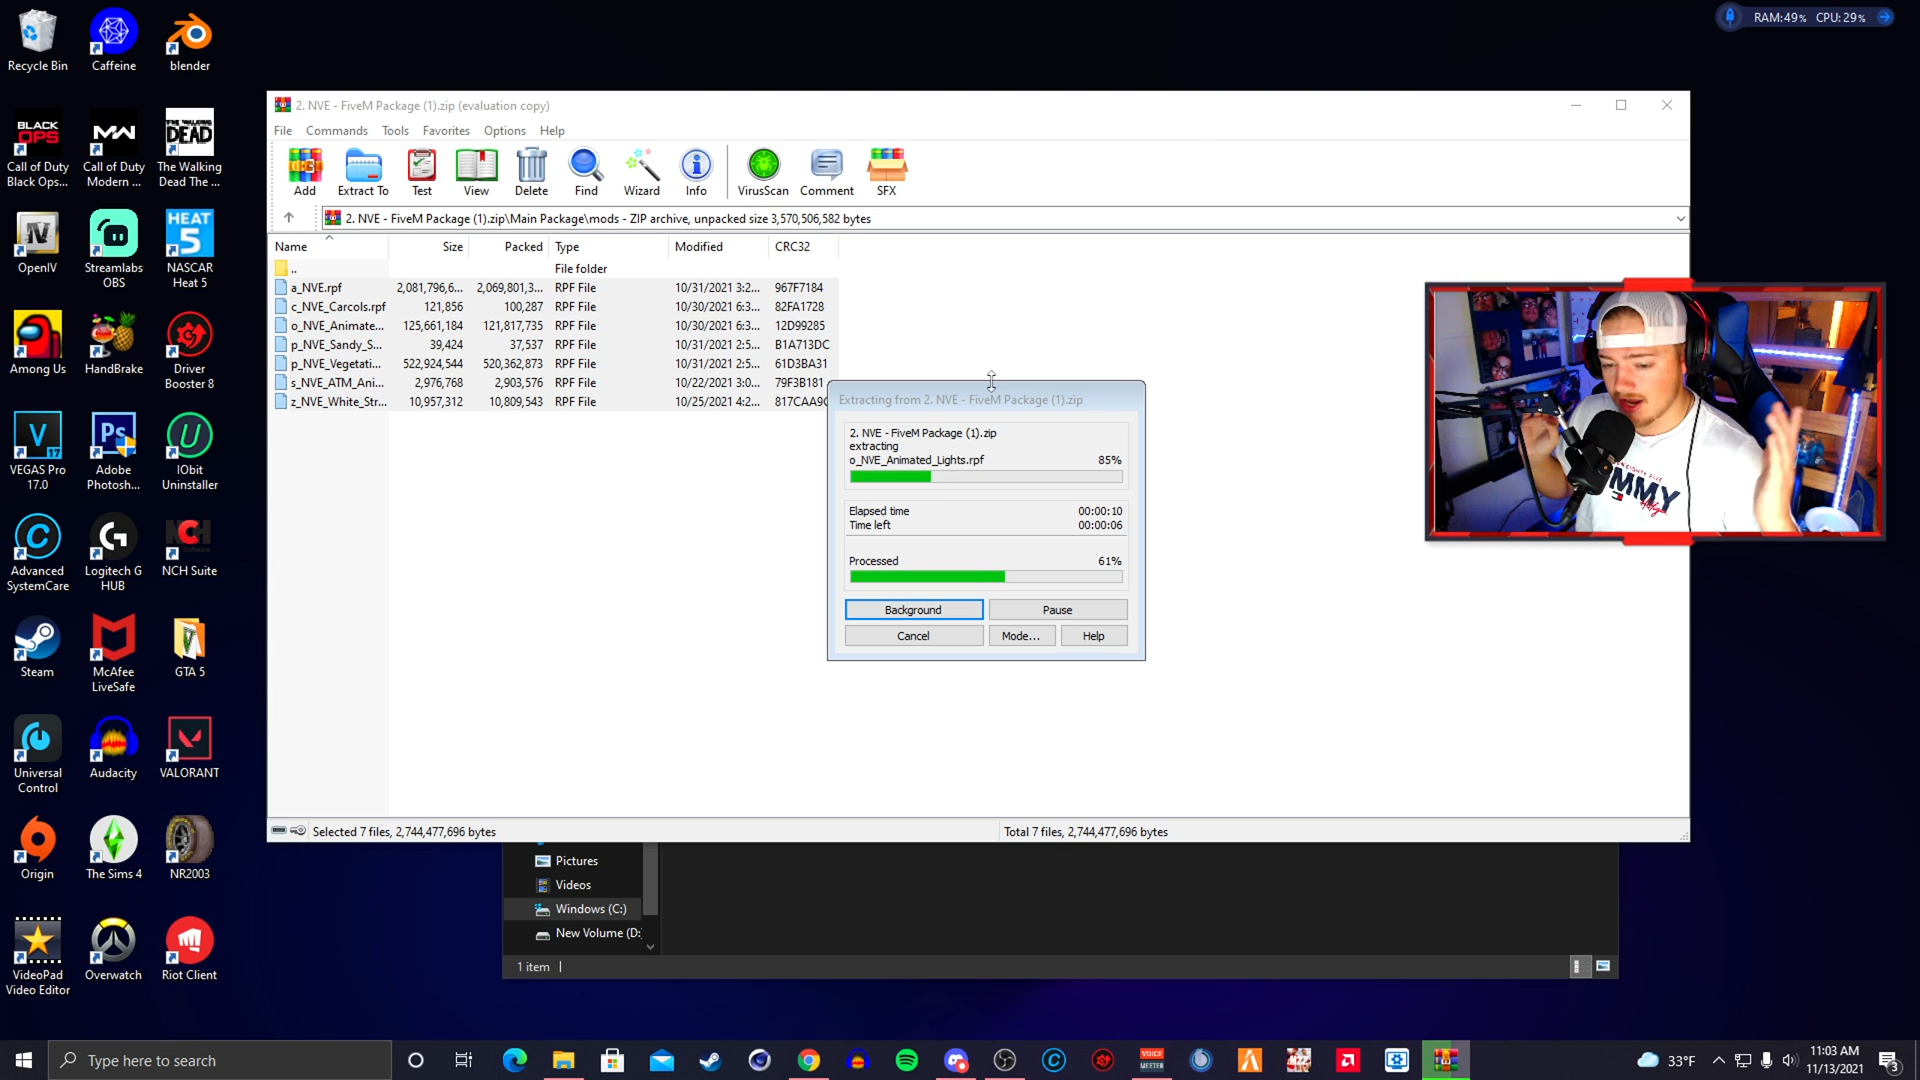 RAM:49% CPU:29%
Recycle Bin
Caffeine
blender
BLACK OPS
Call of Duty Black Ops...
Call of Duty Modern ...
THE WALKING DEAD
The Walking Dead The ...
OpenIV
Streamlabs OBS
HEAT 5
NASCAR Heat 5
Among Us
HandBrake
Driver Booster 8
VEGAS Pro 17.0
Adobe Photosh...
IObit Uninstaller
Advanced SystemCare
Logitech G HUB
NCH Suite
Steam
McAfee LiveSafe
GTA 5
Universal Control
Audacity
VALORANT
Origin
The Sims 4
NR2003
VideoPad Video Editor
Overwatch
Riot Client
2. NVE - FiveM Package (1).zip (evaluation copy)
File Commands Tools Favorites Options Help
Add Extract To Test View Delete Find Wizard Info VirusScan Comment SFX
2. NVE - FiveM Package (1).zip\Main Package\mods - ZIP archive, unpacked size 3,570,506,582 bytes
Name Size Packed Type Modified CRC32
.. File folder
a_NVE.rpf 2,081,796,6... 2,069,801,3... RPF File 10/31/2021 3:2... 967F7184
c_NVE_Carcols.rpf 121,856 100,287 RPF File 10/30/2021 6:3... 82FA1728
o_NVE_Animate... 125,661,184 121,817,735 RPF File 10/30/2021 6:3... 12D99285
p_NVE_Sandy_S... 39,424 37,537 RPF File 10/31/2021 2:5... B1A713DC
p_NVE_Vegetati... 522,924,544 520,362,873 RPF File 10/31/2021 2:5... 61D3BA31
s_NVE_ATM_Ani... 2,976,768 2,903,576 RPF File 10/22/2021 3:0... 79F3B181
z_NVE_White_Str... 10,957,312 10,809,543 RPF File 10/25/2021 4:2... 817CAA9C
Extracting from 2. NVE - FiveM Package (1).zip
2. NVE - FiveM Package (1).zip
extracting
o_NVE_Animated_Lights.rpf 85%
Elapsed time 00:00:10
Time left 00:00:06
Processed 61%
Background Pause
Cancel Mode... Help
Selected 7 files, 2,744,477,696 bytes
Total 7 files, 2,744,477,696 bytes
Pictures
Videos
Windows (C:)
New Volume (D:
1 item
Type here to search
VOICE MEETER
33°F
11:03 AM
11/13/2021
3